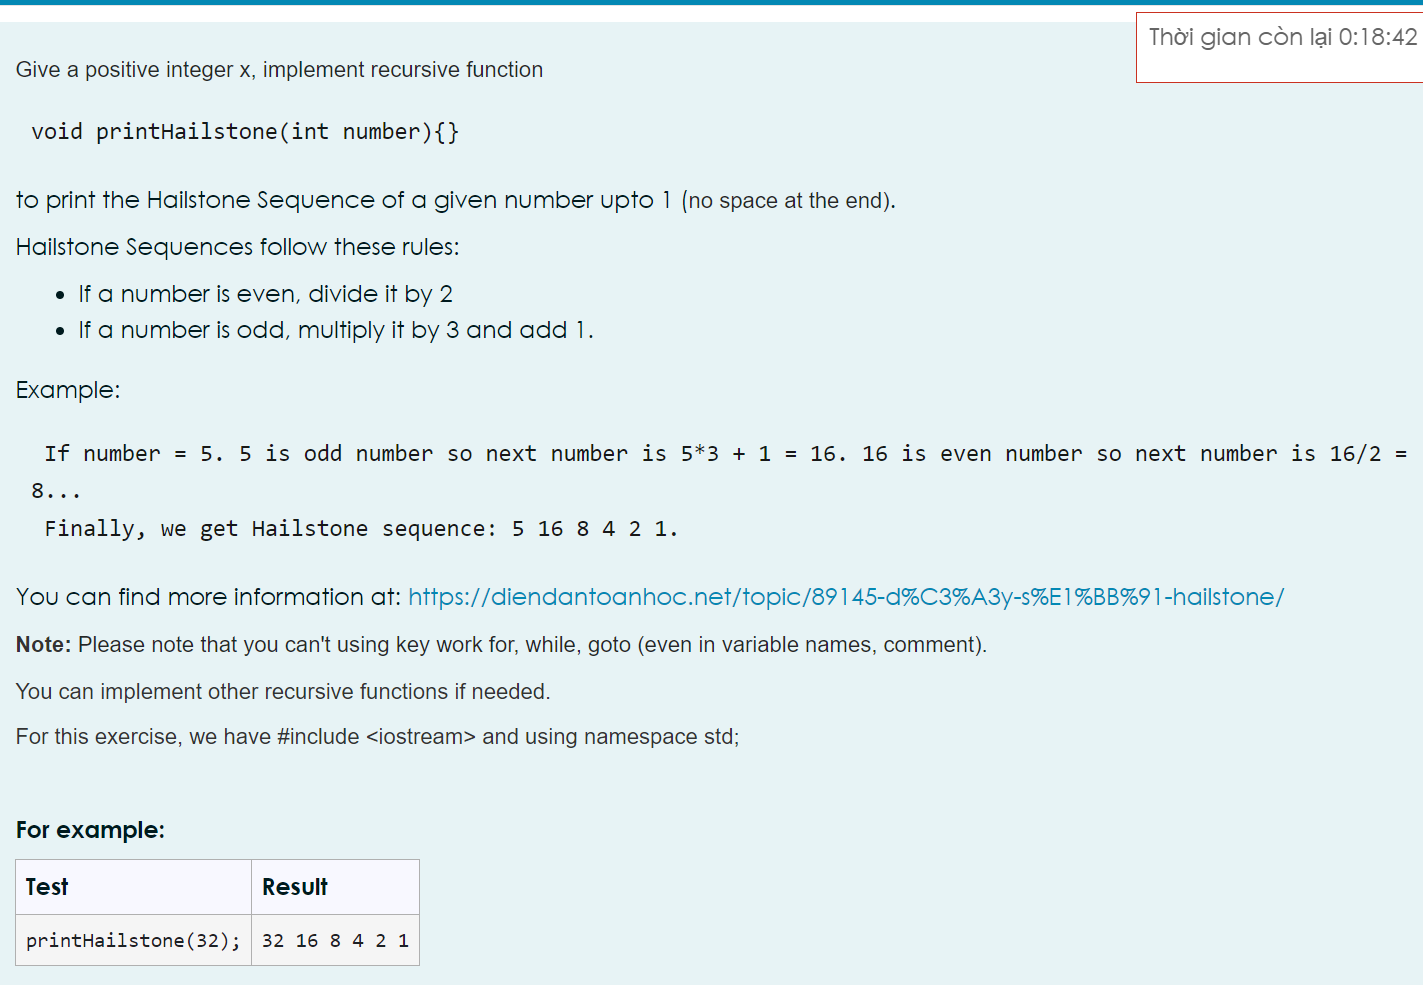 Thời gian còn lại 0:18:42
Give a positive integer x, implement recursive function
void printHailstone(int number){}
to print the Hailstone Sequence of a given number upto 1 (no space at the end).
Hailstone Sequences follow these rules:
• If a number is even, divide it by 2
• If a number is odd, multiply it by 3 and add 1.
Example:
If number = 5. 5 is odd number so next number is 5*3 + 1 = 16. 16 is even number so next number is 16/2 =
8...
Finally, we get Hailstone sequence: 5 16 8 4 2 1.
You can find more information at: https://diendantoanhoc.net/topic/89145-d%C3%A3y-s%E1%BB%91-hailstone/
Note: Please note that you can't using key work for, while, goto (even in variable names, comment).
You can implement other recursive functions if needed.
For this exercise, we have #include <iostream> and using namespace std;
For example:
Test Result
printHailstone(32); 32 16 8 4 2 1